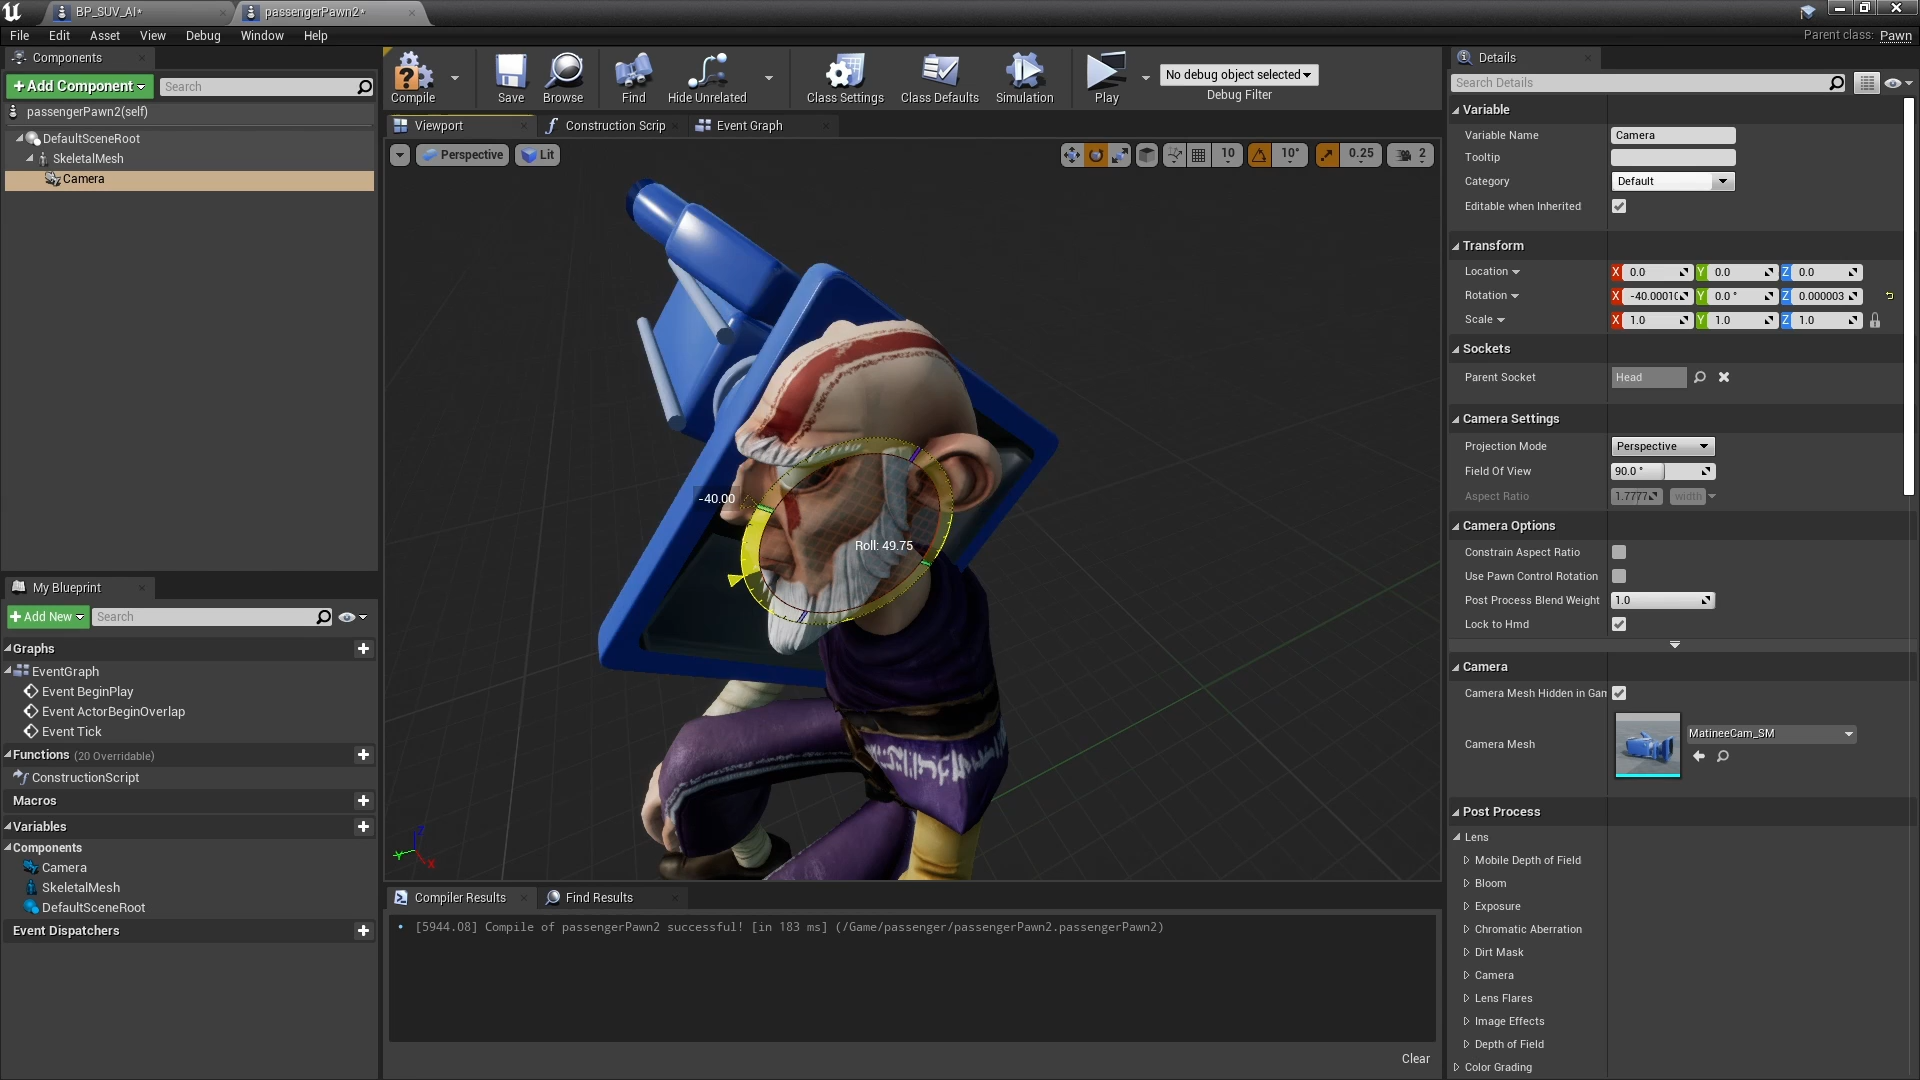 BP_SUV_AI*
passengerPawn2*
File Edit Asset View Debug Window Help
Parent class: Pawn
Components
Add Component
Search
passengerPawn2(self)
DefaultSceneRoot
SkeletalMesh
Camera
Compile
Save
Browse
Find
Hide Unrelated
Class Settings
Class Defaults
Simulation
Play
No debug object selected
Debug Filter
Viewport
Construction Scrip
Event Graph
Perspective
Lit
10
10°
0.25
2
-40.00
Roll: 49.75
Z
Y
X
My Blueprint
Add New
Search
Graphs
EventGraph
Event BeginPlay
Event ActorBeginOverlap
Event Tick
Functions (20 Overridable)
ConstructionScript
Macros
Variables
Components
Camera
SkeletalMesh
DefaultSceneRoot
Event Dispatchers
Compiler Results
Find Results
[5944.08] Compile of passengerPawn2 successful! [in 183 ms] (/Game/passenger/passengerPawn2.passengerPawn2)
Clear
Details
Search Details
Variable
Variable Name Camera
Tooltip
Category Default
Editable when Inherited
Transform
Location X 0.0 Y 0.0 Z 0.0
Rotation X -40.0001 Y 0.0 ° Z 0.000003
Scale X 1.0 Y 1.0 Z 1.0
Sockets
Parent Socket Head
Camera Settings
Projection Mode Perspective
Field Of View 90.0 °
Aspect Ratio 1.7777 width
Camera Options
Constrain Aspect Ratio
Use Pawn Control Rotation
Post Process Blend Weight 1.0
Lock to Hmd
Camera
Camera Mesh Hidden in Gam
Camera Mesh MatineeCam_SM
Post Process
Lens
Mobile Depth of Field
Bloom
Exposure
Chromatic Aberration
Dirt Mask
Camera
Lens Flares
Image Effects
Depth of Field
Color Grading